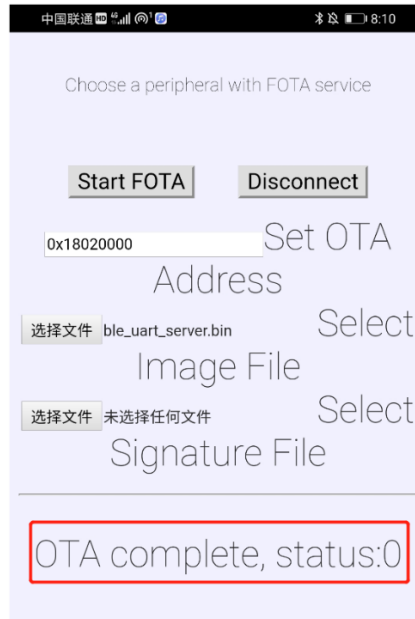 中国联通 HD 8:10
Choose a peripheral with FOTA service
Start FOTA Disconnect
0x18020000 Set OTA
Address
选择文件 ble_uart_server.bin Select
Image File
选择文件 未选择任何文件 Select
Signature File
OTA complete, status:0